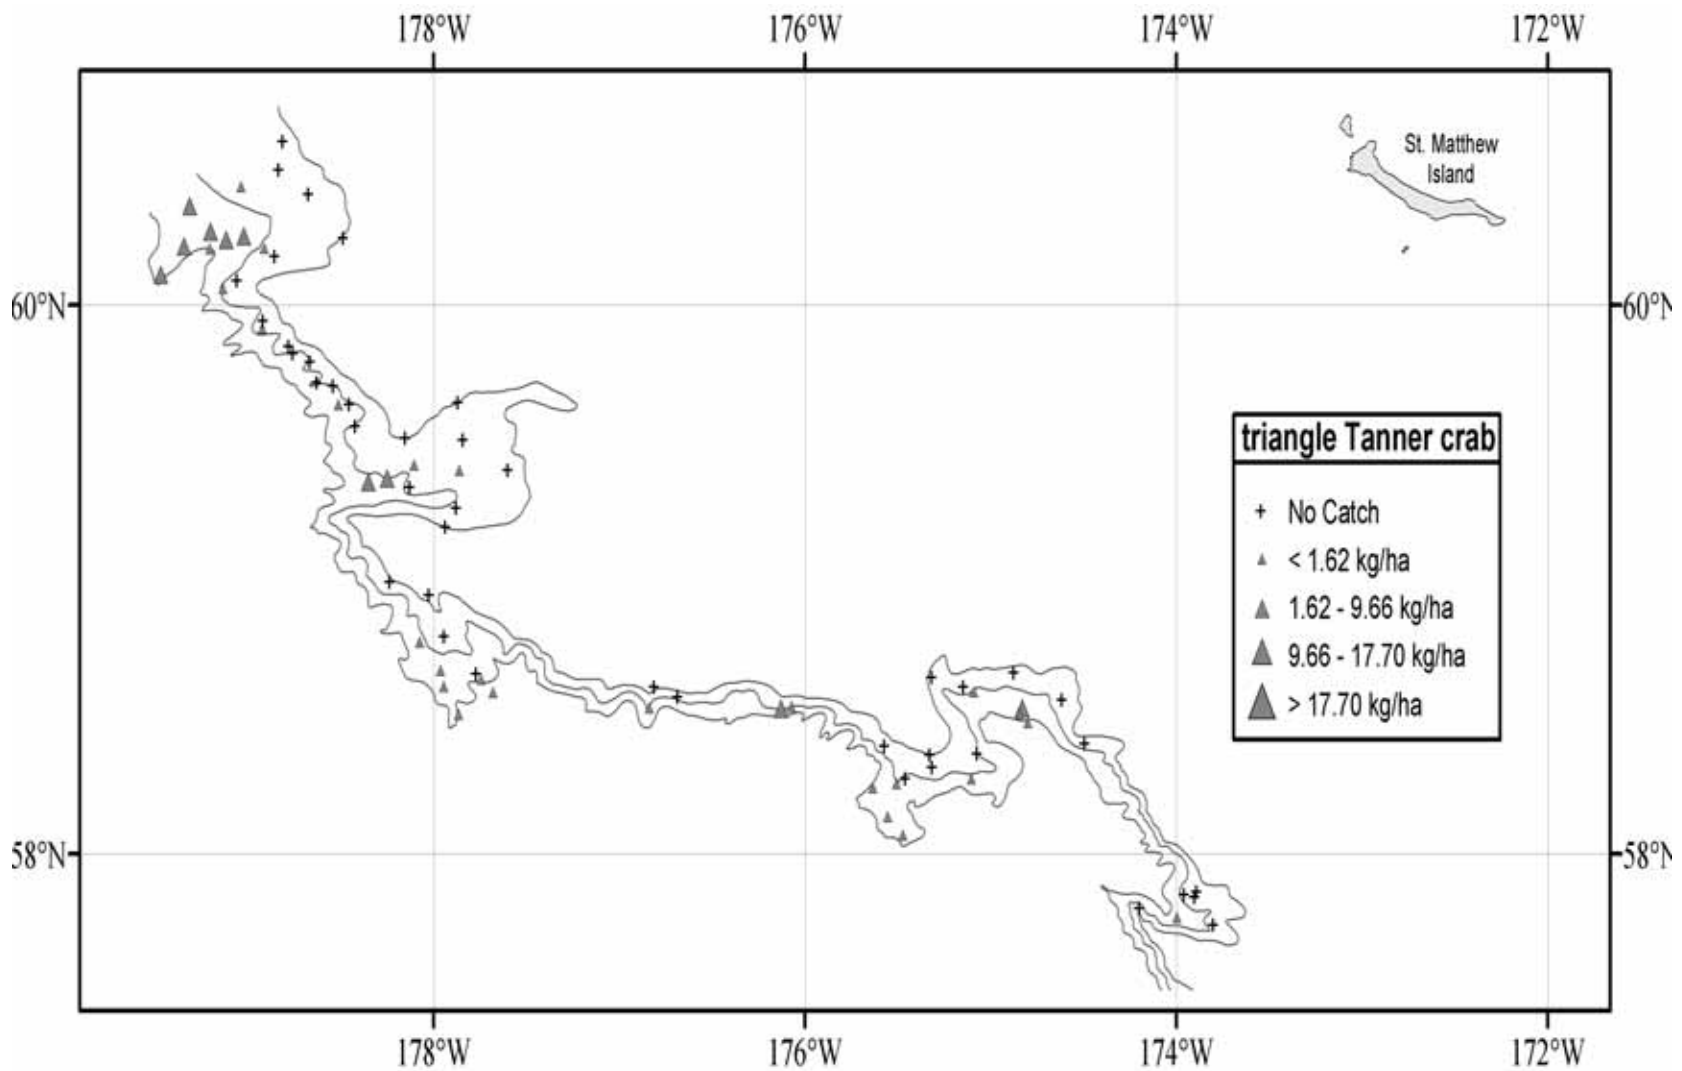 178°W 176°W 174°W 172°W
St. Matthew
Island
60°N 60°N
triangle Tanner crab
No Catch
< 1.62 kg/ha
1.62 - 9.66 kg/ha
9.66 - 17.70 kg/ha
> 17.70 kg/ha
58°N 58°N
178°W 176°W 174°W 172°W